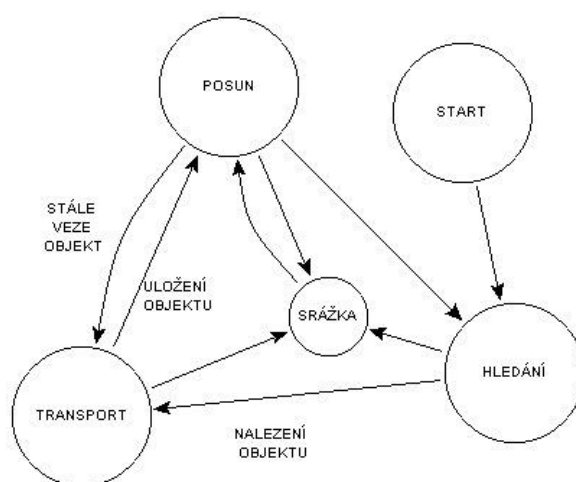 POSUN
START
STÁLE
VEZE
OBJEKT
ULOŽENÍ
OBJEKTU
SRÁŽKA
HLEDÁNÍ
TRANSPORT
NALEZENÍ
OBJEKTU